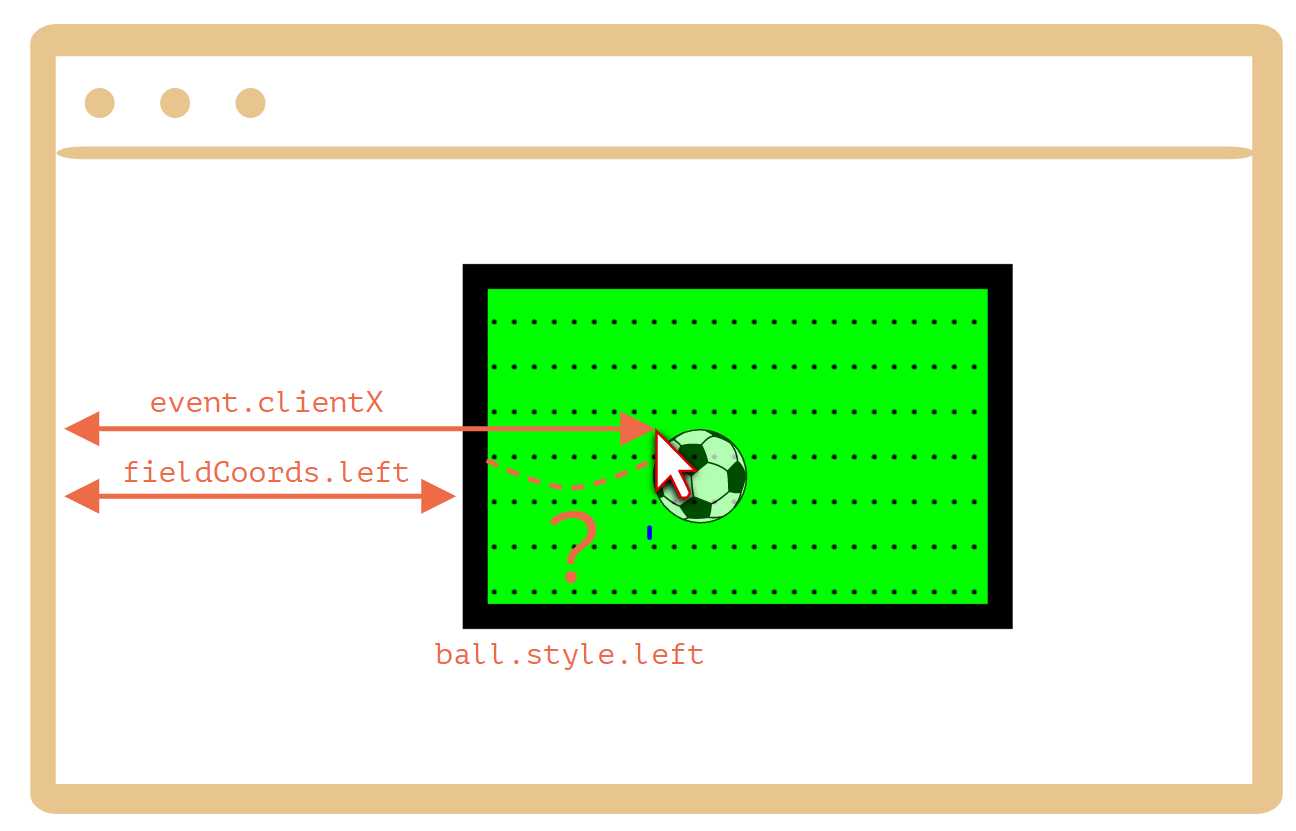 event.clientX
fieldCoords.left
?
ball.style.left